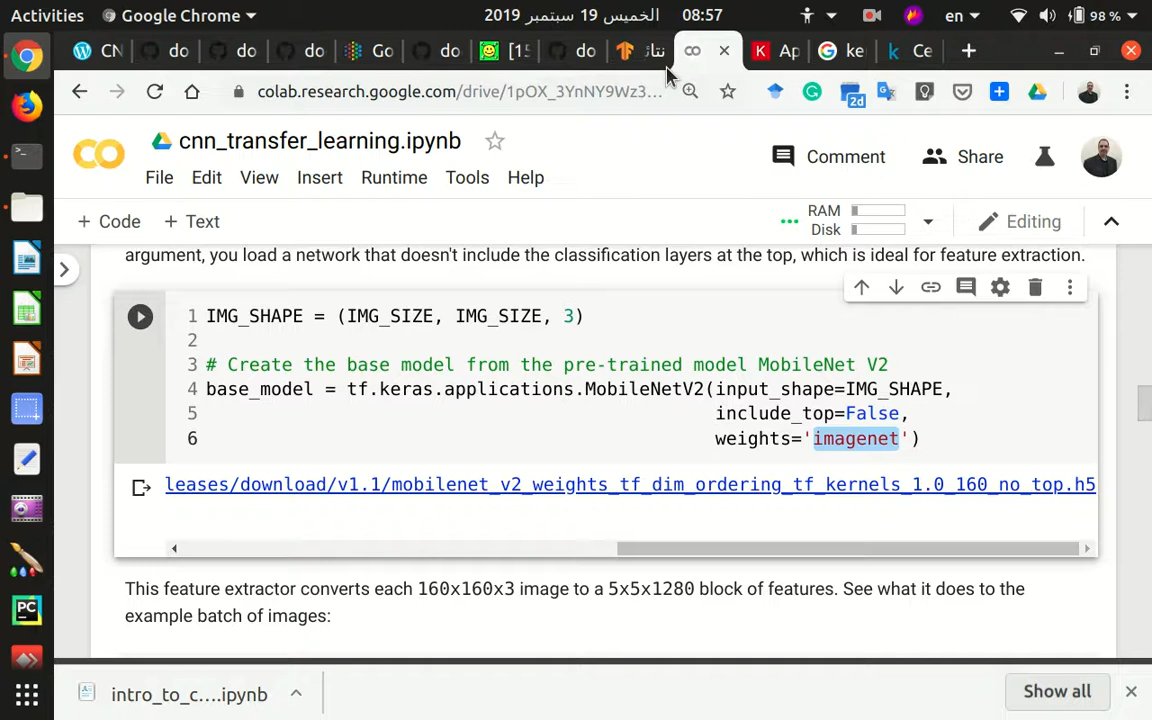 Activities
Google Chrome
الخميس 19 سبتمبر 2019
08:57
en
98 %
CN
do
do
do
Go
do
[15
do
نتائ
Ap
ke
Ce
colab.research.google.com/drive/1pOX_3YnNY9Wz3...
2d
cnn_transfer_learning.ipynb
Comment
Share
File Edit View Insert Runtime Tools Help
+ Code + Text
RAM
Disk
Editing
argument, you load a network that doesn't include the classification layers at the top, which is ideal for feature extraction.
1 IMG_SHAPE = (IMG_SIZE, IMG_SIZE, 3)
2
3 # Create the base model from the pre-trained model MobileNet V2
4 base_model = tf.keras.applications.MobileNetV2(input_shape=IMG_SHAPE,
5 include_top=False,
6 weights='imagenet')
leases/download/v1.1/mobilenet_v2_weights_tf_dim_ordering_tf_kernels_1.0_160_no_top.h5
This feature extractor converts each 160x160x3 image to a 5x5x1280 block of features. See what it does to the
example batch of images:
PC
intro_to_c....ipynb
Show all